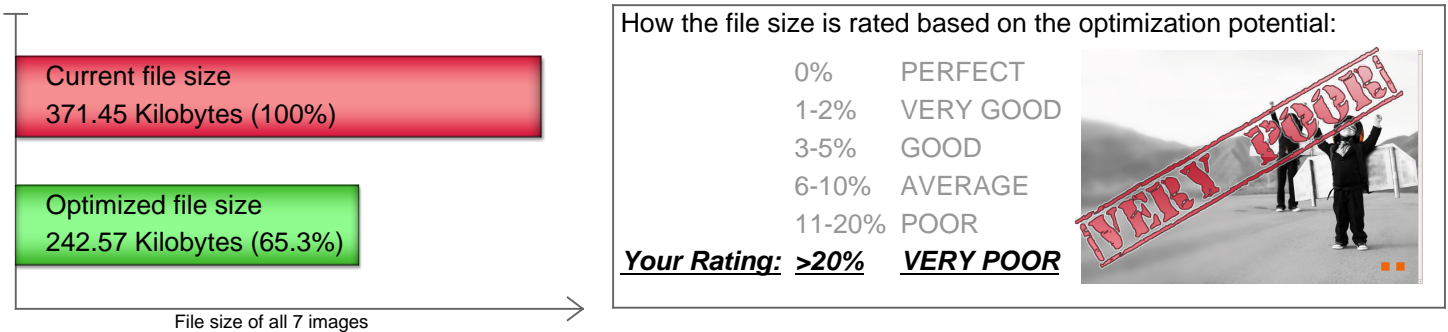 Current file size
371.45 Kilobytes (100%)
Optimized file size
242.57 Kilobytes (65.3%)
File size of all 7 images
How the file size is rated based on the optimization potential:
0% PERFECT
1-2% VERY GOOD
3-5% GOOD
6-10% AVERAGE
11-20% POOR
Your Rating: >20% VERY POOR
VERY POOR